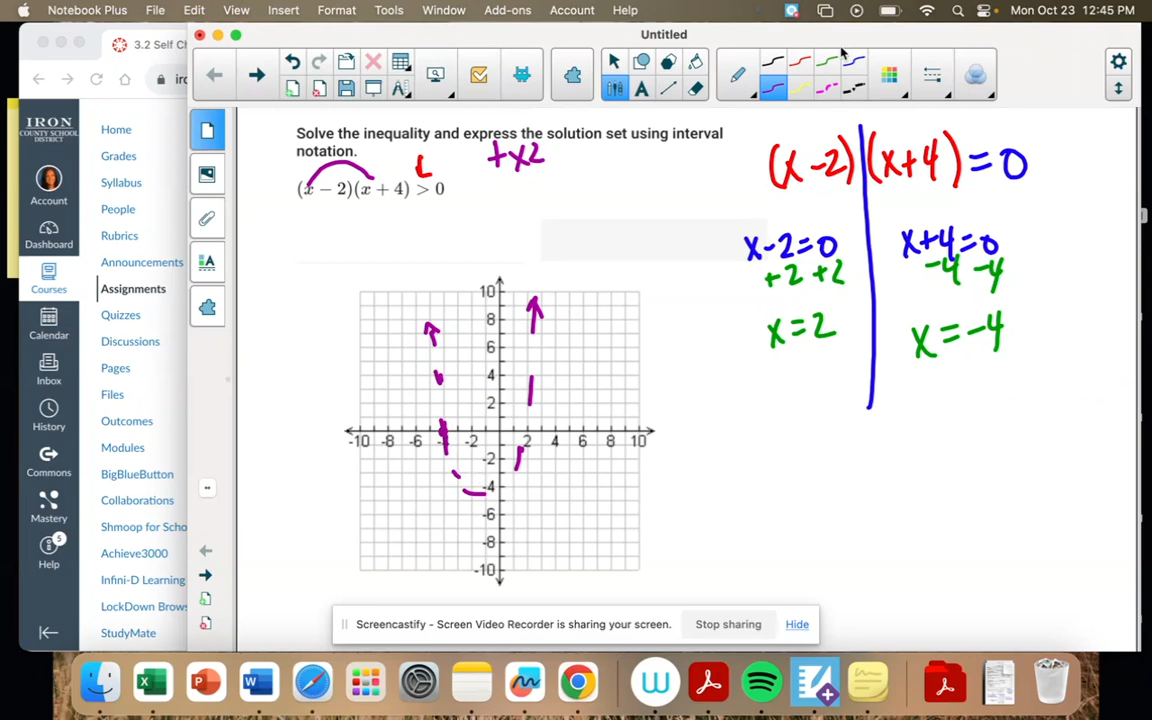 Notebook Plus File Edit View Insert Format Tools Window Add-ons Account Help Mon Oct 23 12:45 PM
Untitled
3.2 Self Ch
iro
IRON
COUNTY SCHOOL
DISTRICT
Account
Dashboard
Courses
Calendar
Inbox
History
Commons
Mastery
5
Help
Home
Grades
Syllabus
People
Rubrics
Announcements
Assignments
Quizzes
Discussions
Pages
Files
Outcomes
Modules
BigBlueButton
Collaborations
Shmoop for Scho
Achieve3000
Infini-D Learning
LockDown Brows
StudyMate
Solve the inequality and express the solution set using interval
notation.
+x2
(x − 2)(x + 4) > 0
10
8
6
4
2
-10 -8 -6 -4 -2 2 4 6 8 10
-2
-4
-6
-8
-10
(x-2) (x+4) = 0
x-2=0 x+4=0
+2 +2 -4 -4
x=2 x=-4
Screencastify - Screen Video Recorder is sharing your screen. Stop sharing Hide